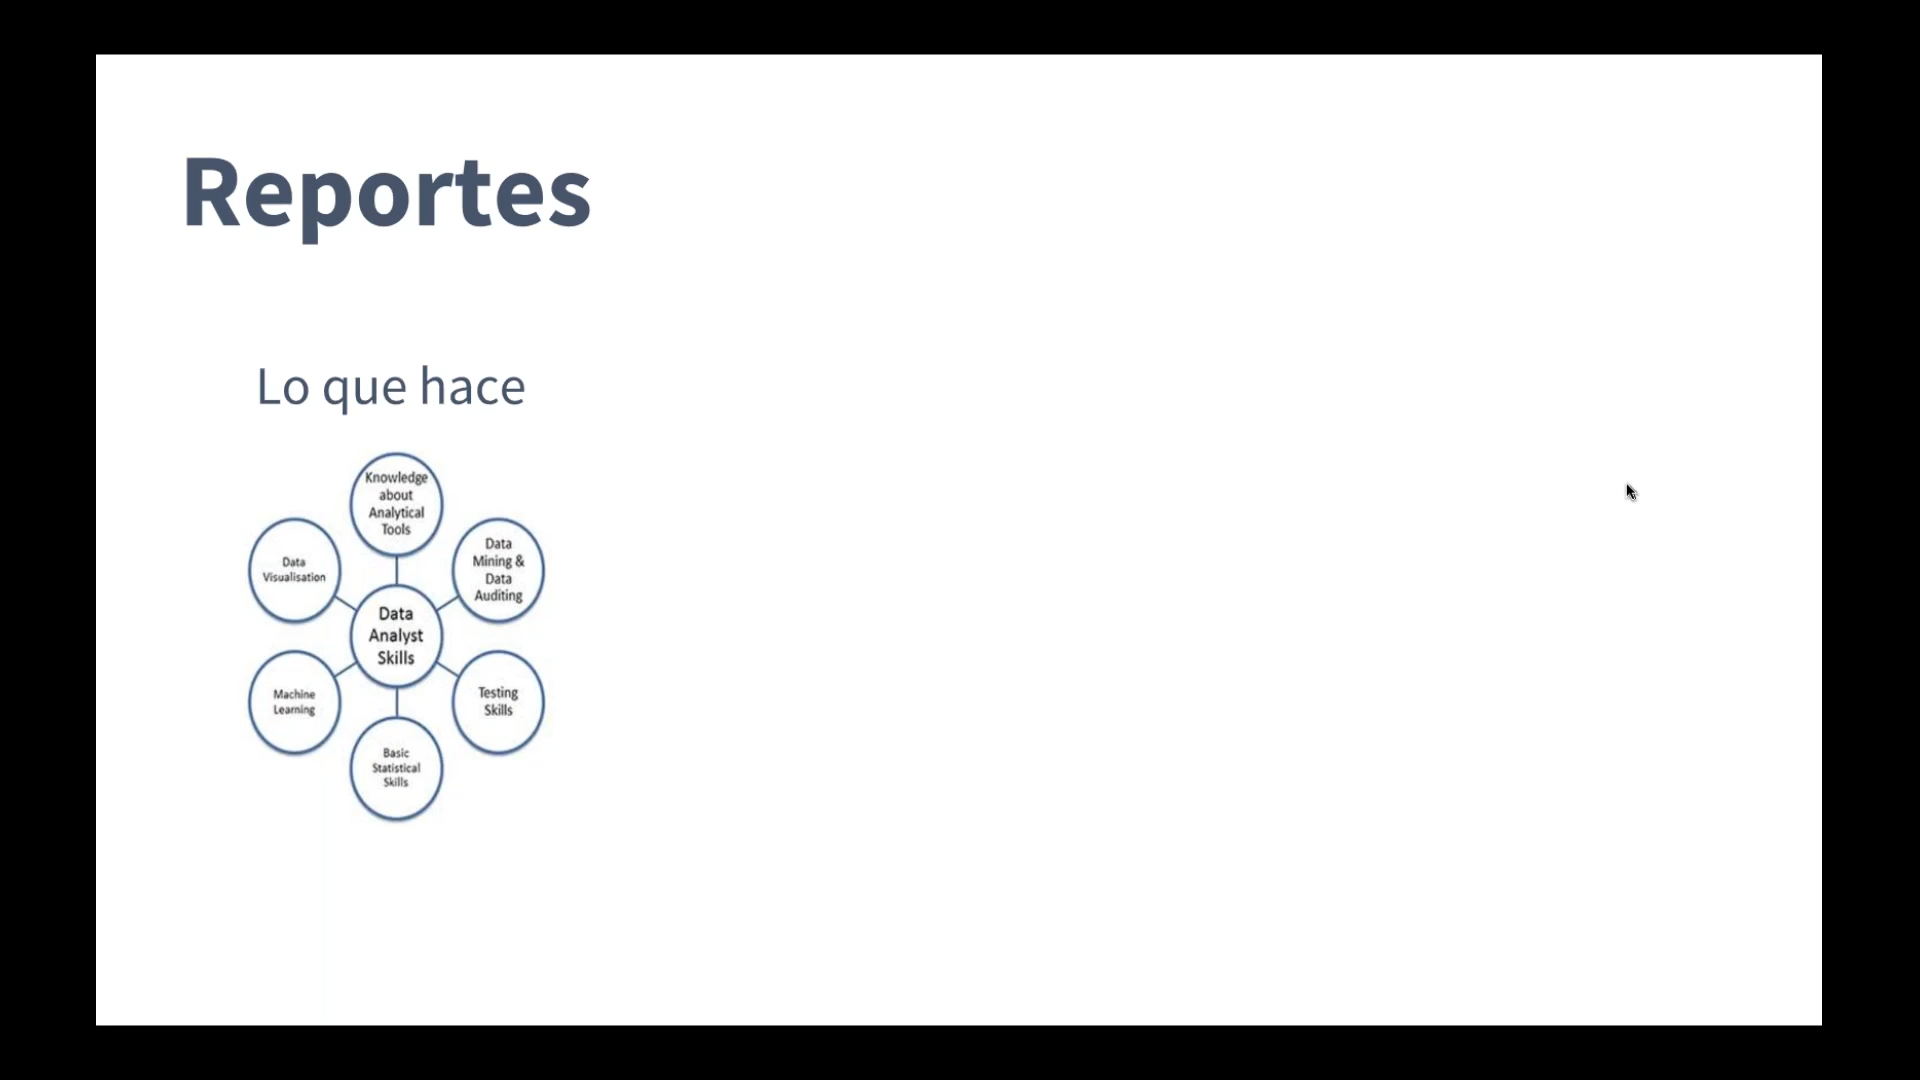 Reportes
Lo que hace
Knowledge
about
Analytical
Tools
Data
Mining &
Data
Auditing
Data
Visualisation
Data
Analyst
Skills
Testing
Skills
Machine
Learning
Basic
Statistical
Skills